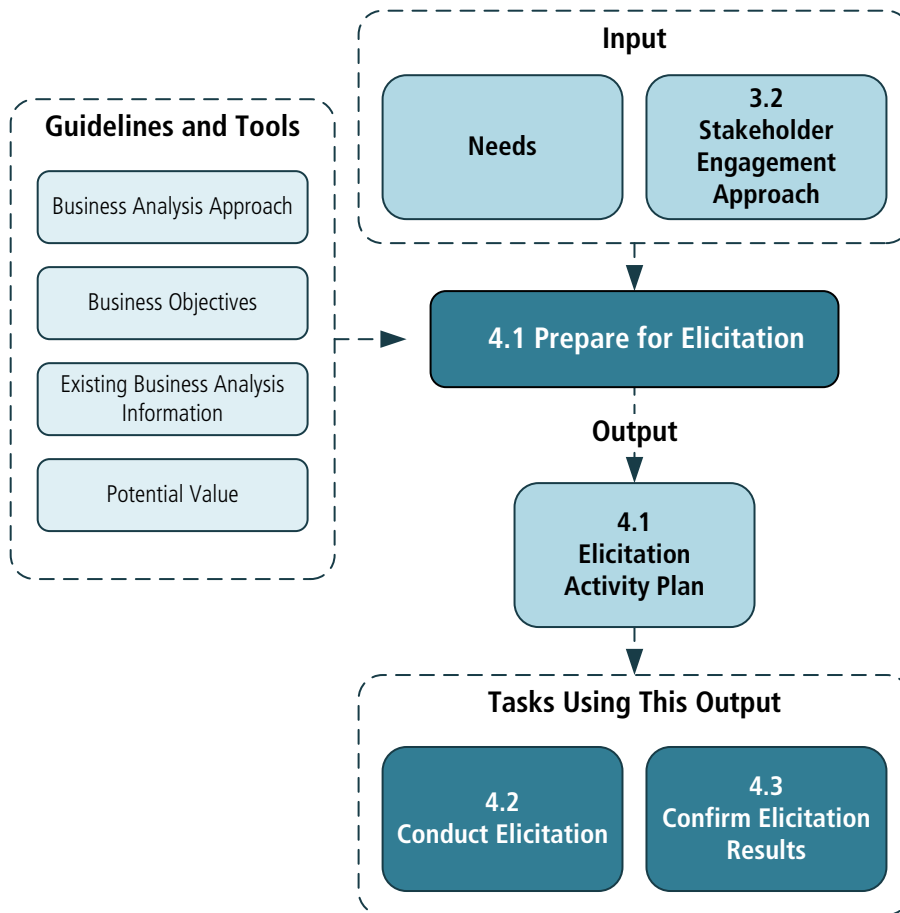 Input
Needs
3.2
Stakeholder
Engagement
Approach
Guidelines and Tools
Business Analysis Approach
Business Objectives
Existing Business Analysis
Information
Potential Value
4.1 Prepare for Elicitation
Output
4.1
Elicitation
Activity Plan
Tasks Using This Output
4.2
Conduct Elicitation
4.3
Confirm Elicitation
Results